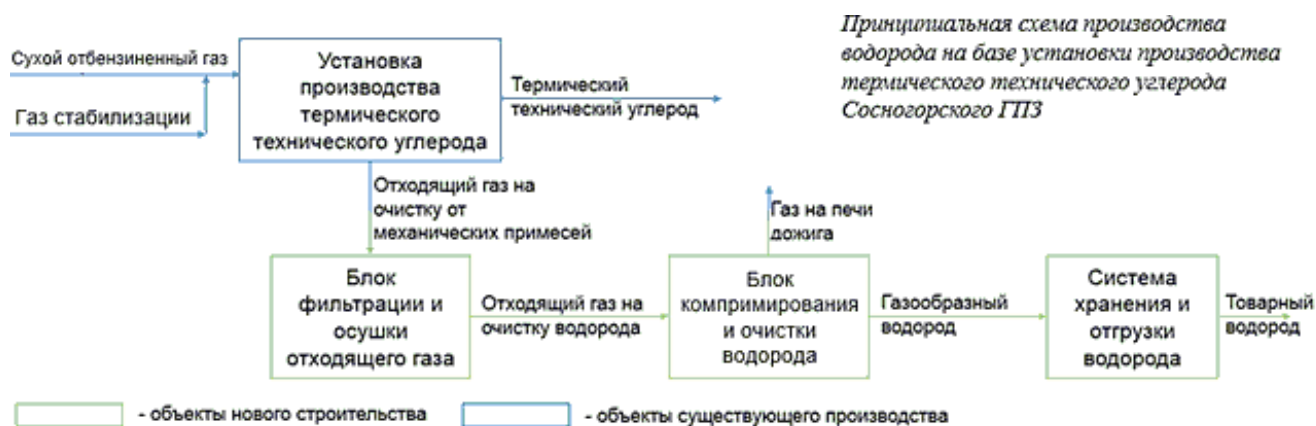 Принципиальная схема производства
водорода на базе установки производства
термического технического углерода
Сосногорского ГПЗ
Сухой отбензиненный газ
Газ стабилизации
Установка
производства
термического
технического углерода
Термический
технический углерод
Отходящий газ на
очистку от
механических примесей
Газ на печи
дожига
Блок
фильтрации и
осушки
отходящего газа
Отходящий газ на
очистку водорода
Блок
компримирования
и очистки
водорода
Газообразный
водород
Система
хранения и
отгрузки
водорода
Товарный
водород
- объекты нового строительства
- объекты существующего производства